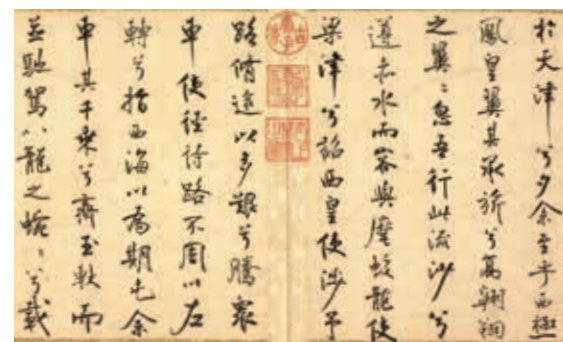 於天津兮夕余至乎西極
鳳皇翼其承旂兮高翱翔
之翼〻忽吾行此流沙兮
遵赤水而容與麾蛟龍使
梁津兮詔西皇使涉予
路脩遠以多艱兮騰衆
車使徑待路不周以左
轉兮指西海以為期屯余
車其千乘兮齊玉軑而
並馳駕八龍之蜿〻兮載